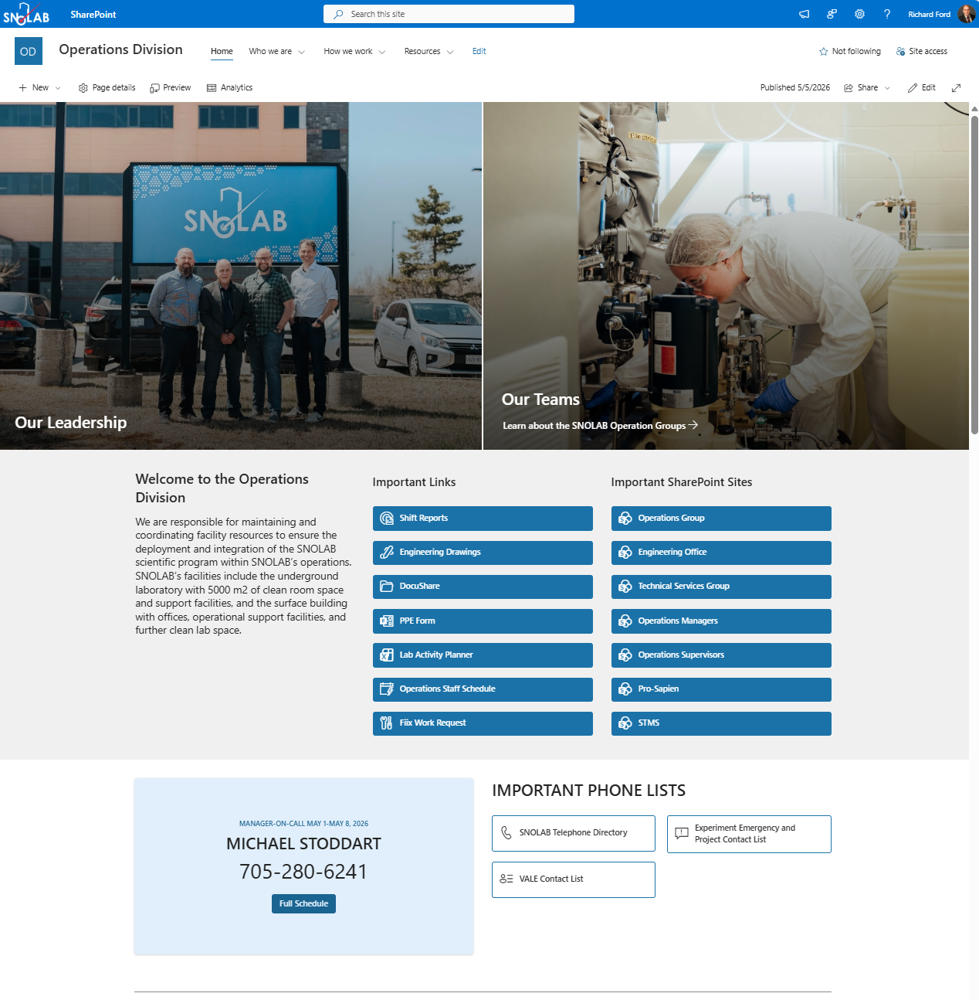 SNOLAB
SharePoint
Search this site
Richard Ford
OD
Operations Division
Home
Who we are
How we work
Resources
Edit
Not following
Site access
New
Page details
Preview
Analytics
Published 5/5/2026
Share
Edit
SNOLAB
Our Leadership
Our Teams
Learn about the SNOLAB Operation Groups
Welcome to the Operations
Division
We are responsible for maintaining and
coordinating facility resources to ensure the
deployment and integration of the SNOLAB
scientific program within SNOLAB’s operations.
SNOLAB’s facilities include the underground
laboratory with 5000 m2 of clean room space
and support facilities, and the surface building
with offices, operational support facilities, and
further clean lab space.
Important Links
Shift Reports
Engineering Drawings
DocuShare
PPE Form
Lab Activity Planner
Operations Staff Schedule
Fiix Work Request
Important SharePoint Sites
Operations Group
Engineering Office
Technical Services Group
Operations Managers
Operations Supervisors
Pro-Sapien
STMS
MANAGER-ON-CALL MAY 1-MAY 8, 2026
MICHAEL STODDART
705-280-6241
Full Schedule
IMPORTANT PHONE LISTS
SNOLAB Telephone Directory
Experiment Emergency and
Project Contact List
VALE Contact List